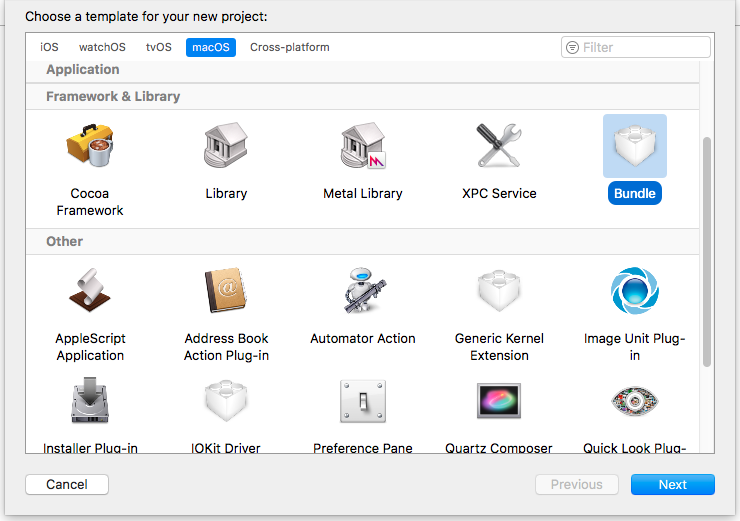 Choose a template for your new project:
iOS watchOS tvOS macOS Cross-platform Filter
Application
Framework & Library
Cocoa Framework
Library
Metal Library
XPC Service
Bundle
Other
AppleScript Application
Address Book Action Plug-in
Automator Action
Generic Kernel Extension
Image Unit Plug-in
Installer Plug-in
IOKit Driver
Preference Pane
Quartz Composer
Quick Look Plug-
Cancel Previous Next